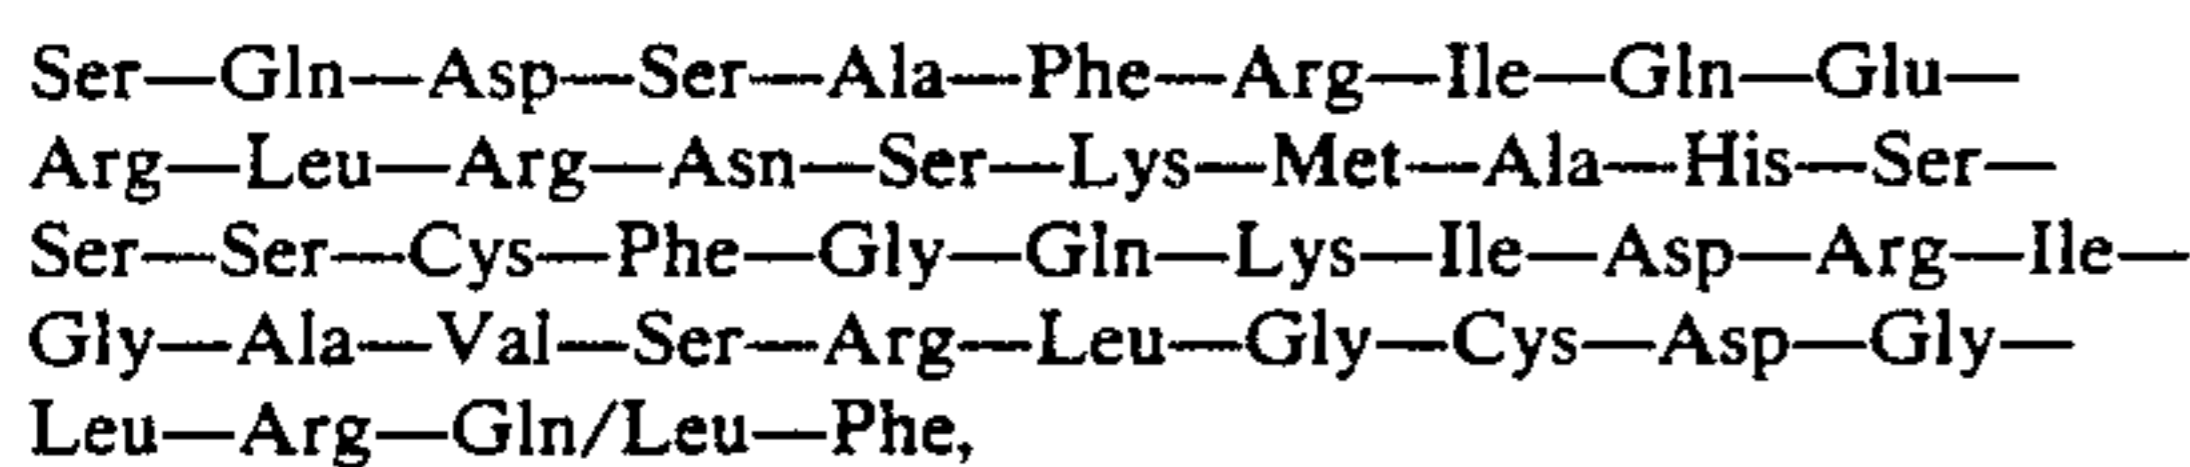 Ser—Gln—Asp—Ser—Ala—Phe—Arg—Ile—Gln—Glu—
Arg—Leu—Arg—Asn—Ser—Lys—Met—Ala—His—Ser—
Ser—Ser—Cys—Phe—Gly—Gln—Lys—Ile—Asp—Arg—Ile—
Gly—Ala—Val—Ser—Arg—Leu—Gly—Cys—Asp—Gly—
Leu—Arg—Gln/Leu—Phe,